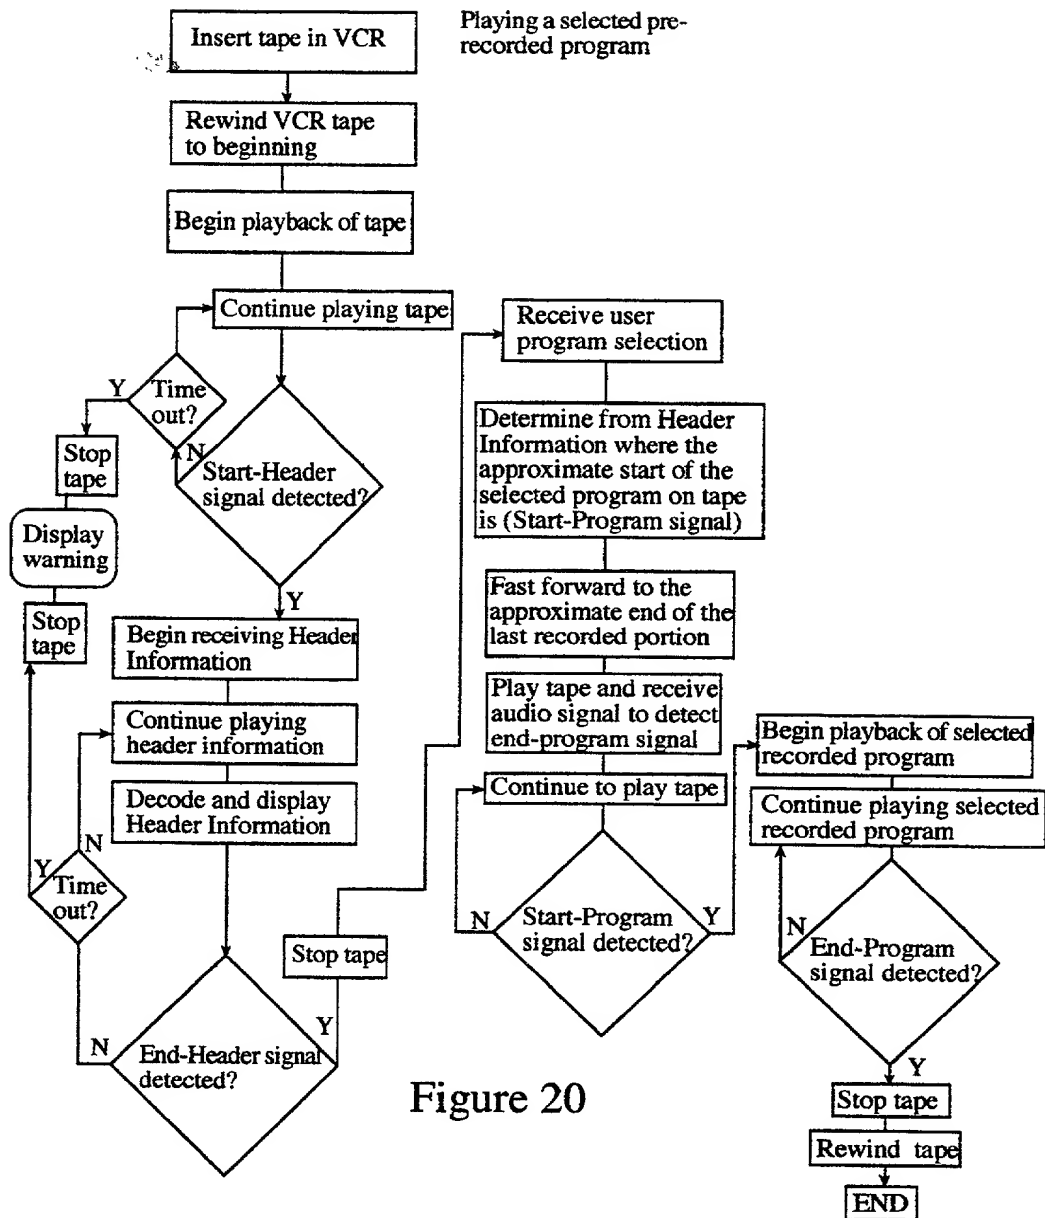 Playing a selected pre-
recorded program
Insert tape in VCR
Rewind VCR tape
to beginning
Begin playback of tape
Continue playing tape
Time
out?
Y
N
Stop
tape
Start-Header
signal detected?
Display
warning
Y
Stop
tape
Begin receiving Header
Information
Continue playing
header information
Decode and display
Header Information
N
Y
Time
out?
N
End-Header signal
detected?
Y
Stop tape
Receive user
program selection
Determine from Header
Information where the
approximate start of the
selected program on tape
is (Start-Program signal)
Fast forward to the
approximate end of the
last recorded portion
Play tape and receive
audio signal to detect
end-program signal
Continue to play tape
N
Start-Program
signal detected?
Y
Begin playback of selected
recorded program
Continue playing selected
recorded program
N
End-Program
signal detected?
Y
Stop tape
Rewind tape
END
Figure 20